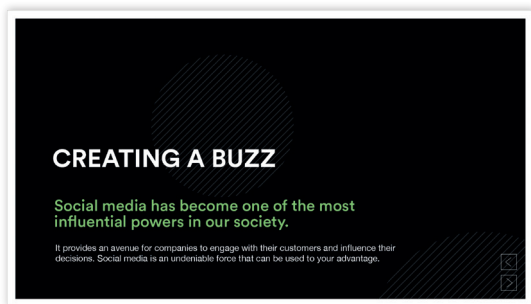 CREATING A BUZZ
Social media has become one of the most
influential powers in our society.
It provides an avenue for companies to engage with their customers and influence their
decisions. Social media is an undeniable force that can be used to your advantage.